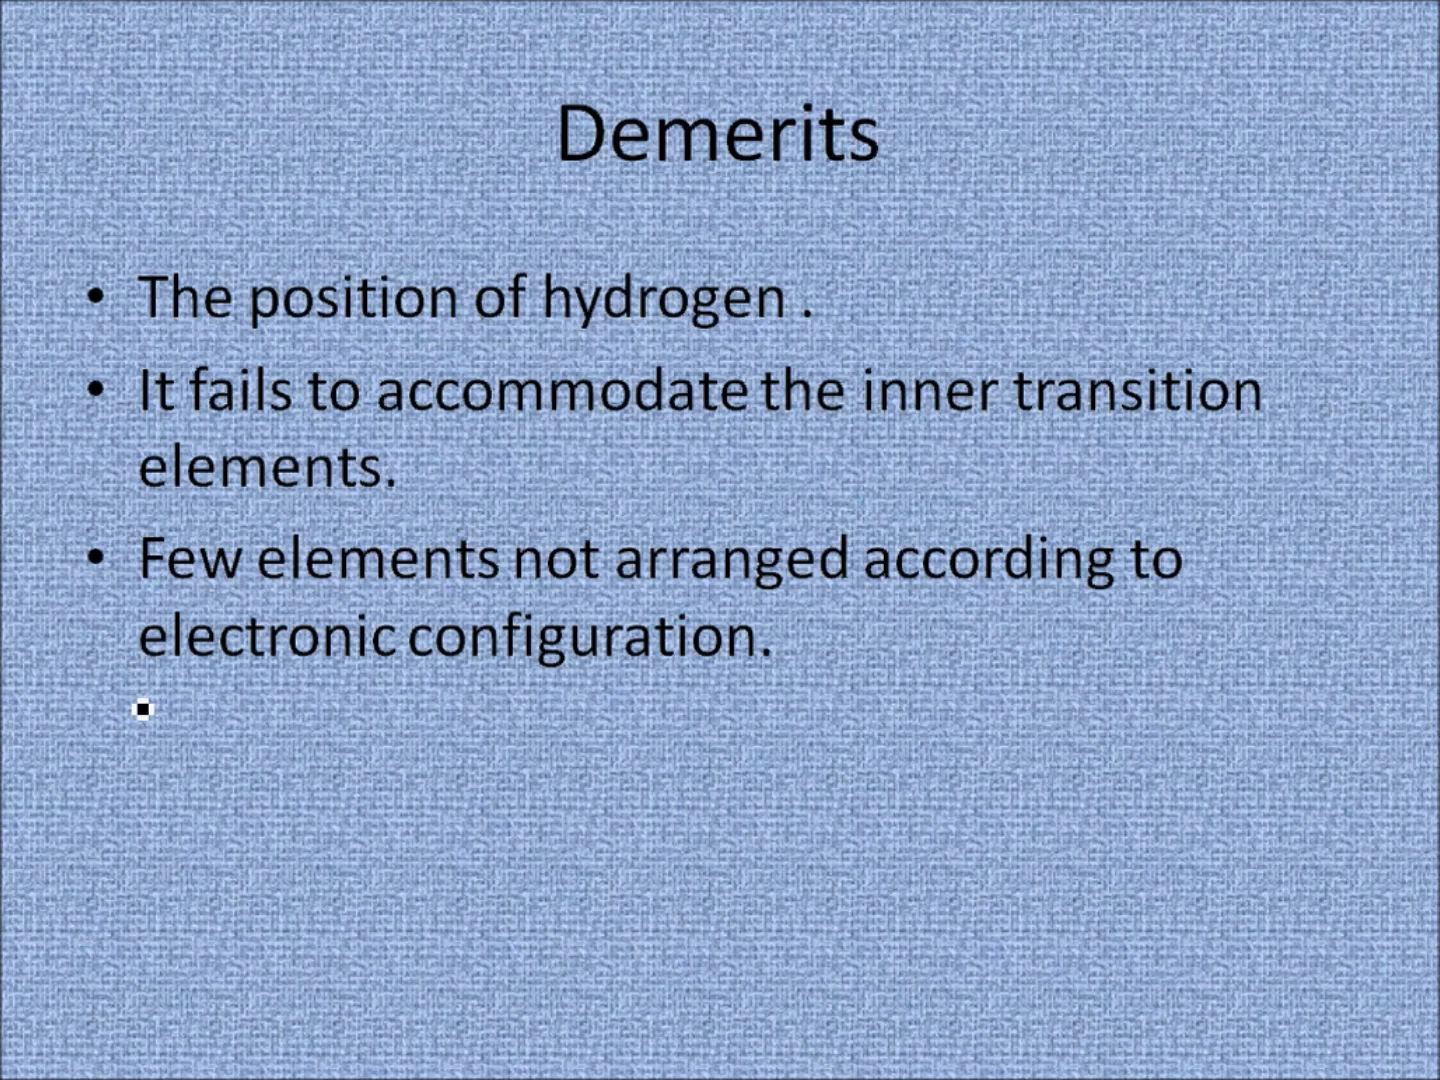 Demerits
• The position of hydrogen .
• It fails to accommodate the inner transition
elements.
• Few elements not arranged according to
electronic configuration.